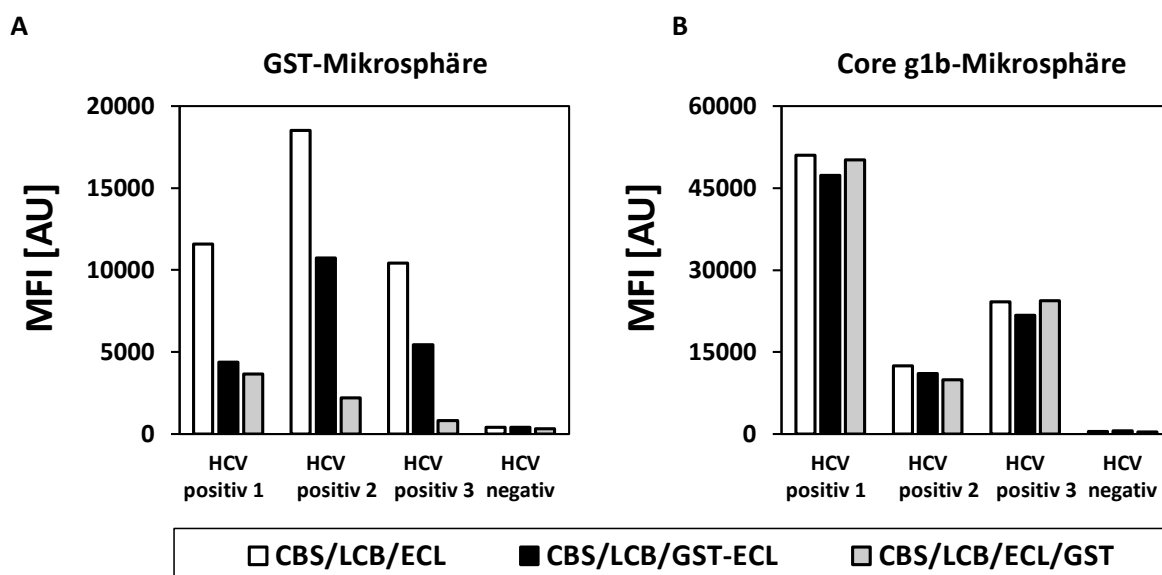 A
GST-Mikrosphäre
MFI [AU]
20000
15000
10000
5000
0
HCV positiv 1
HCV positiv 2
HCV positiv 3
HCV negativ
B
Core g1b-Mikrosphäre
MFI [AU]
60000
45000
30000
15000
0
HCV positiv 1
HCV positiv 2
HCV positiv 3
HCV negativ
CBS/LCB/ECL
CBS/LCB/GST-ECL
CBS/LCB/ECL/GST